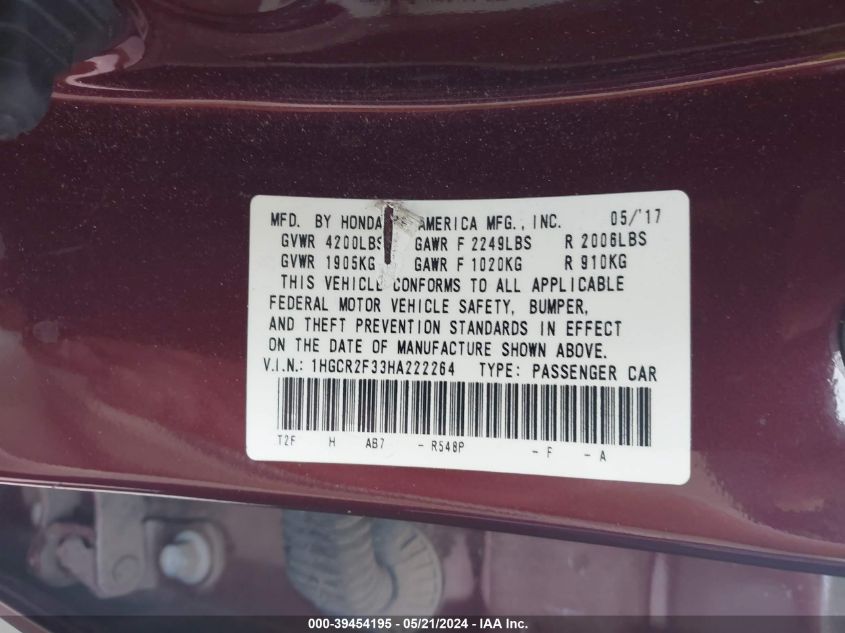 MFD. BY HONDA AMERICA MFG., INC. 05/'17
GVWR 4200LBS GAWR F 2249LBS R 2006LBS
GVWR 1905KG GAWR F 1020KG R 910KG
THIS VEHICLE CONFORMS TO ALL APPLICABLE
FEDERAL MOTOR VEHICLE SAFETY, BUMPER,
AND THEFT PREVENTION STANDARDS IN EFFECT
ON THE DATE OF MANUFACTURE SHOWN ABOVE.
V.I.N.: 1HGCR2F33HA222264 TYPE: PASSENGER CAR
T2F H AB7 - R548P - F - A
000-39454195 - 05/21/2024 - IAA Inc.